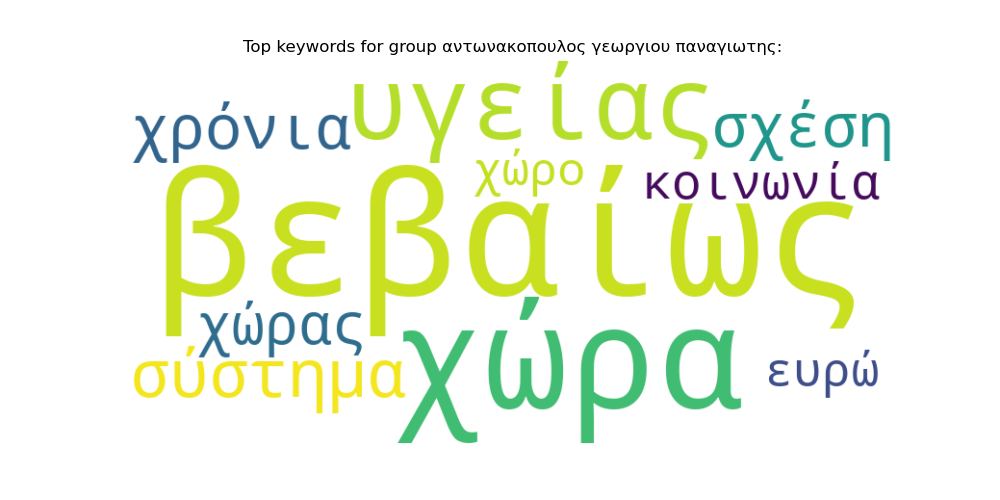 Top keywords for group αντωνακοπουλος γεωργιου παναγιωτης:
χρόνια υγείας σχέση
χώρο κοινωνία
βεβαίως
χώρας χώρα
σύστημα ευρώ